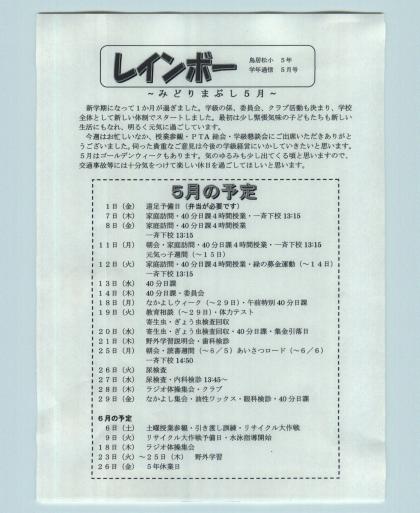 レインボー
鳥居松小 5年
学年通信 5月号
～みどりまぶし5月～
新学期になって1か月が過ぎました。学級の係、委員会、クラブ活動も決まり、学校
全体として新しい体制でスタートしました。最初は少し緊張気味の子どもたちも新しい
生活にもなれ、明るく元気に過ごしています。
今週はお忙しいなか、授業参観・PTA総会・学級懇談会にご出席いただきありがと
うございました。伺った貴重なご意見は今後の学級経営にいかしていきたいと思います。
5月はゴールデンウィークもあります。気のゆるみも少し出てくる頃と思いますので、
交通事故等には十分気をつけて楽しい休日を過ごしてほしいと思います。
5月の予定
1日(金) 遠足予備日(弁当が必要です)
7日(木) 家庭訪問・40分日課4時間授業・一斉下校13:15
8日(金) 家庭訪問・40分日課4時間授業
一斉下校13:15
11日(月) 朝会・家庭訪問・40分日課4時間授業・一斉下校13:15
元気っ子週間(～15日)
12日(火) 家庭訪問・40分日課4時間授業・緑の募金運動(～14日)
一斉下校13:15
13日(水) 40分日課
14日(木) 40分日課・委員会
18日(月) なかよしウィーク(～29日)・午前特別40分日課
19日(火) 教育相談(～29日)・体力テスト
寄生虫・ぎょう虫検査回収
20日(水) 寄生虫・ぎょう虫検査回収・40分日課・集金引落日
21日(木) 野外学習説明会・歯科検診
25日(月) 朝会・読書週間(～6/5)あいさつロード(～6/6)
一斉下校14:50
26日(火) 尿検査
27日(水) 尿検査・内科検診13:45～
28日(木) ラジオ体操集会・クラブ
29日(金) なかよし集会・油性ワックス・眼科検診・40分日課
6月の予定
6日(土) 土曜授業参観・引き渡し訓練・リサイクル大作戦
9日(火) リサイクル大作戦予備日・水泳指導開始
18日(木) ラジオ体操集会
23日(火)～25日(木) 野外学習
26日(金) 5年休業日